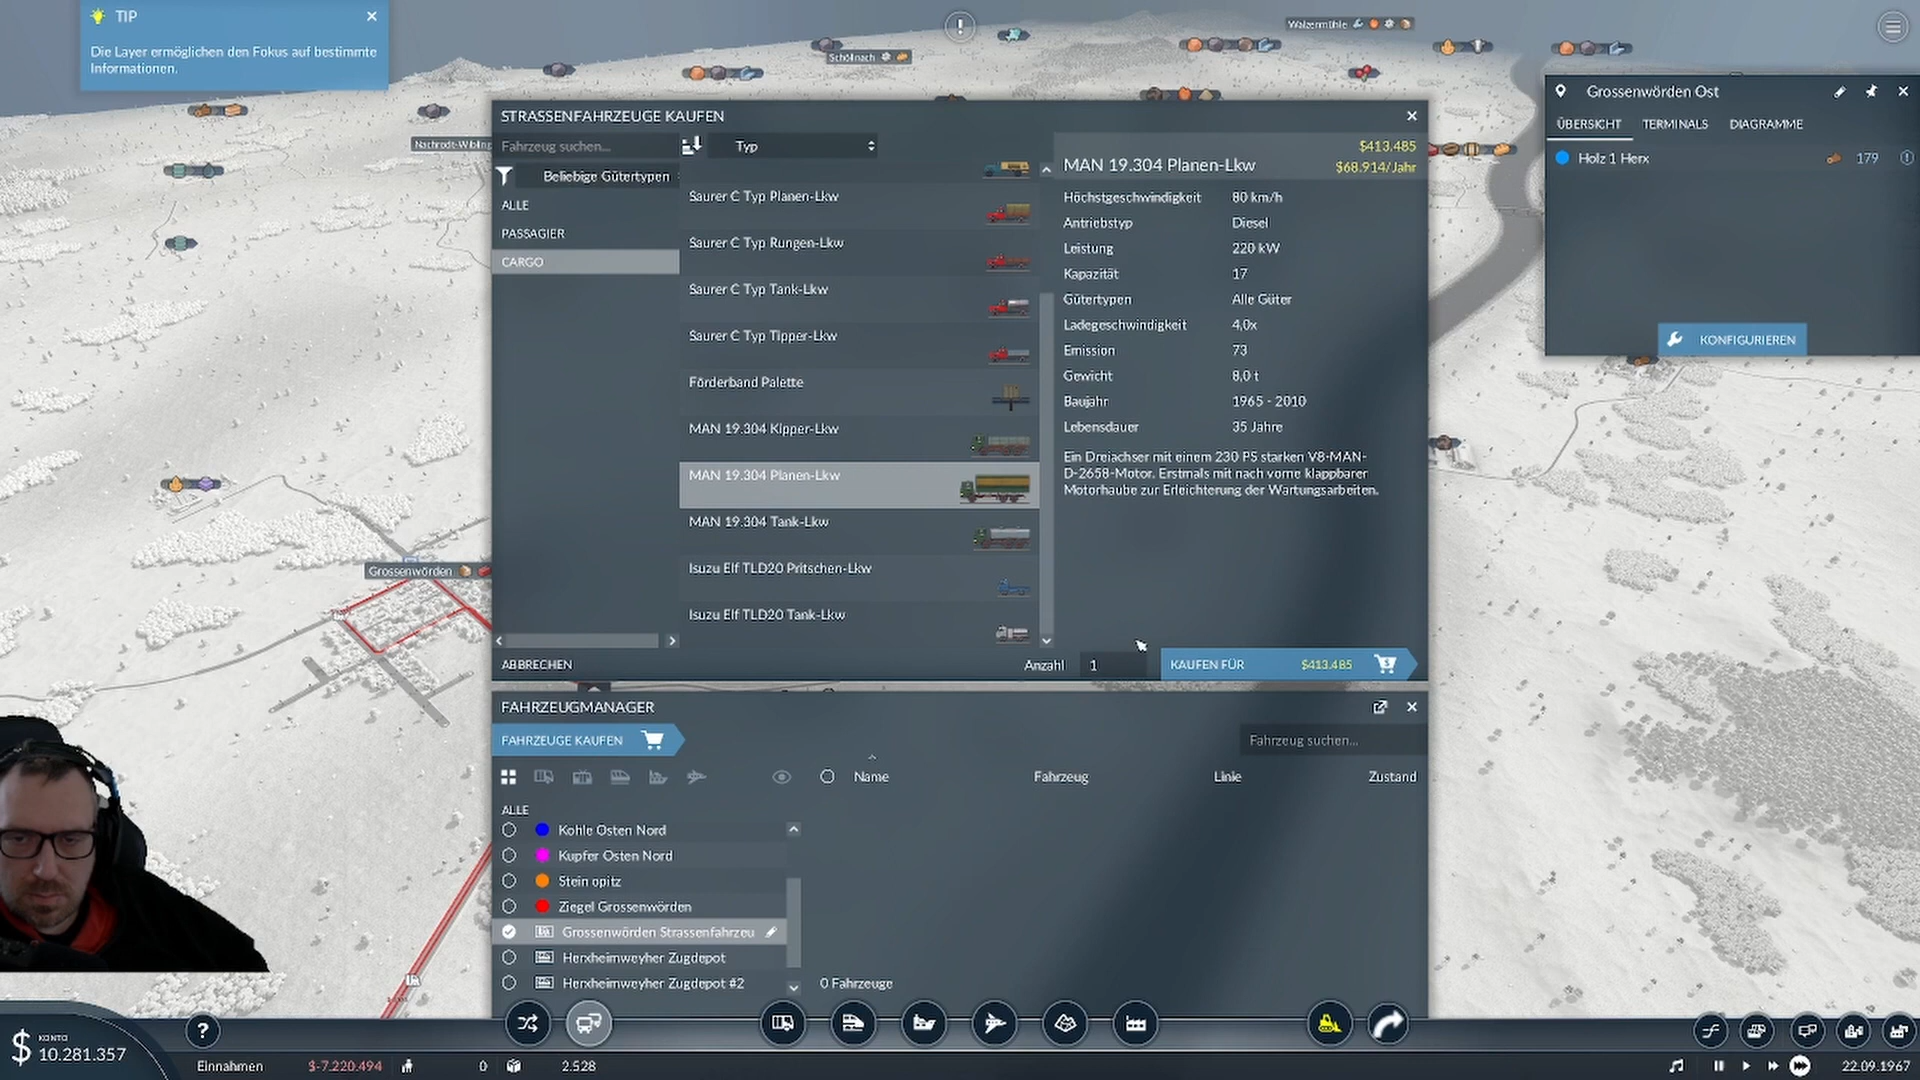 TIP
Die Layer ermöglichen den Fokus auf bestimmte
Informationen.
Walzenmühle
Schöllnach
Nachrodt-Wibling
Grossenwörden
STRASSENFAHRZEUGE KAUFEN
Fahrzeug suchen...
Typ
Beliebige Gütertypen
ALLE
PASSAGIER
CARGO
Saurer C Typ Planen-Lkw
Saurer C Typ Rungen-Lkw
Saurer C Typ Tank-Lkw
Saurer C Typ Tipper-Lkw
Förderband Palette
MAN 19.304 Kipper-Lkw
MAN 19.304 Planen-Lkw
MAN 19.304 Tank-Lkw
Isuzu Elf TLD20 Pritschen-Lkw
Isuzu Elf TLD20 Tank-Lkw
$413.485
MAN 19.304 Planen-Lkw
$68.914/Jahr
Höchstgeschwindigkeit 80 km/h
Antriebstyp Diesel
Leistung 220 kW
Kapazität 17
Gütertypen Alle Güter
Ladegeschwindigkeit 4,0x
Emission 73
Gewicht 8,0 t
Baujahr 1965 - 2010
Lebensdauer 35 Jahre
Ein Dreiachser mit einem 230 PS starken V8-MAN-
D-2658-Motor. Erstmals mit nach vorne klappbarer
Motorhaube zur Erleichterung der Wartungsarbeiten.
ABBRECHEN
Anzahl 1
KAUFEN FÜR $413.485
Grossenwörden Ost
ÜBERSICHT TERMINALS DIAGRAMME
Holz 1 Herx 179
KONFIGURIEREN
FAHRZEUGMANAGER
FAHRZEUGE KAUFEN
Fahrzeug suchen...
Name Fahrzeug Linie Zustand
ALLE
Kohle Osten Nord
Kupfer Osten Nord
Stein opitz
Ziegel Grossenwörden
Grossenwörden Strassenfahrzeu
Herxheimweyher Zugdepot
Herxheimweyher Zugdepot #2
0 Fahrzeuge
KONTO
$ 10.281.357
?
Einnahmen $-7.220.494 0 2.528
22.09.1967